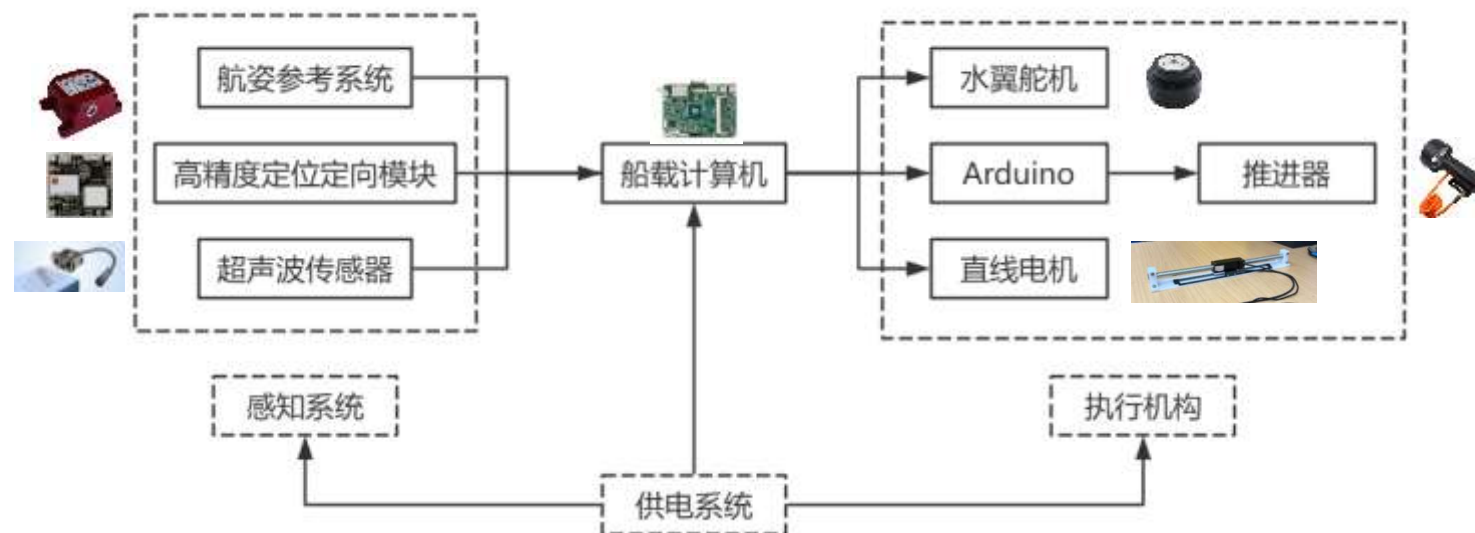 航姿参考系统
高精度定位定向模块
超声波传感器
船载计算机
水翼舵机
Arduino
推进器
直线电机
感知系统
执行机构
供电系统